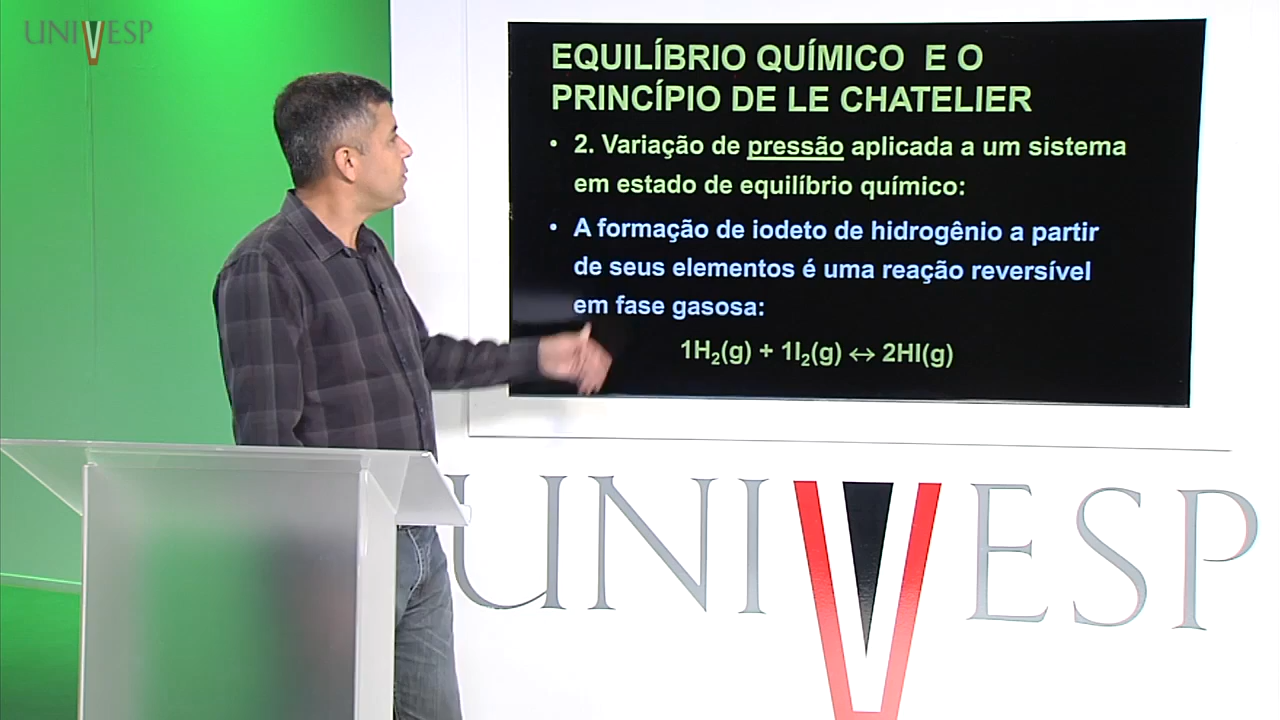 UNIVESP
EQUILÍBRIO QUÍMICO E O
PRINCÍPIO DE LE CHATELIER
• 2. Variação de pressão aplicada a um sistema
em estado de equilíbrio químico:
• A formação de iodeto de hidrogênio a partir
de seus elementos é uma reação reversível
em fase gasosa:
1H₂(g) + 1I₂(g) ↔ 2HI(g)
UNIVESP